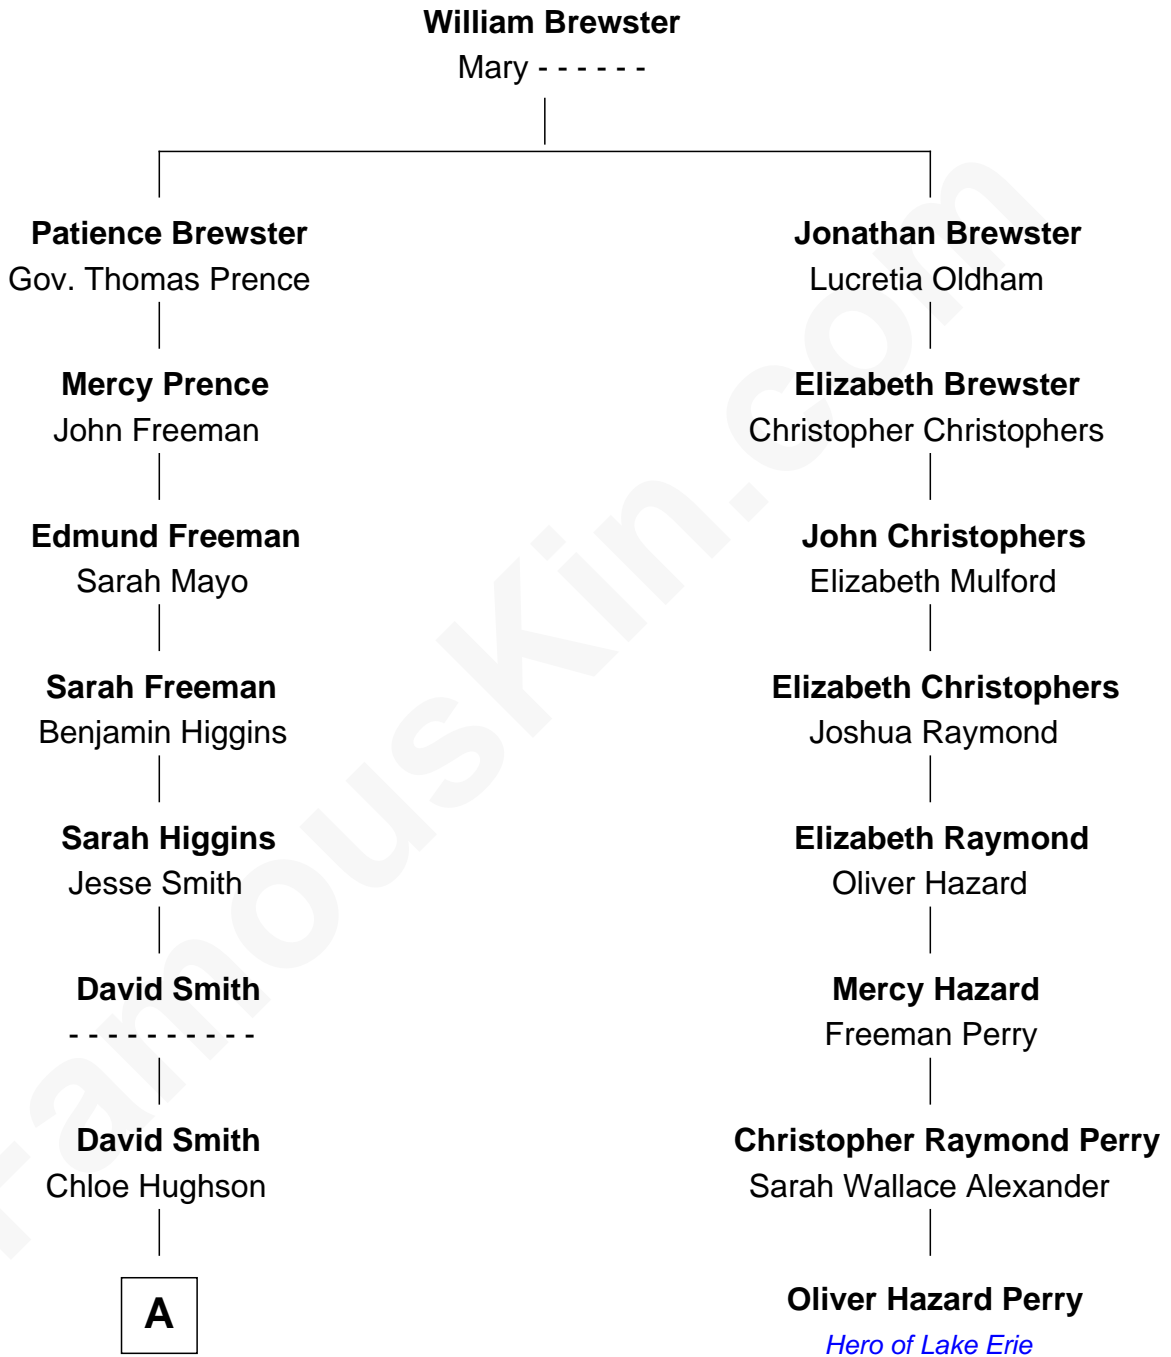 William Brewster
Mary - - - - - -
Patience Brewster
Gov. Thomas Prence
Jonathan Brewster
Lucretia Oldham
Mercy Prence
John Freeman
Elizabeth Brewster
Christopher Christophers
Edmund Freeman
Sarah Mayo
John Christophers
Elizabeth Mulford
Sarah Freeman
Benjamin Higgins
Elizabeth Christophers
Joshua Raymond
Sarah Higgins
Jesse Smith
Elizabeth Raymond
Oliver Hazard
David Smith
- - - - - - - - - -
Mercy Hazard
Freeman Perry
David Smith
Chloe Hughson
Christopher Raymond Perry
Sarah Wallace Alexander
A
Oliver Hazard Perry
Hero of Lake Erie
FamousKin.com